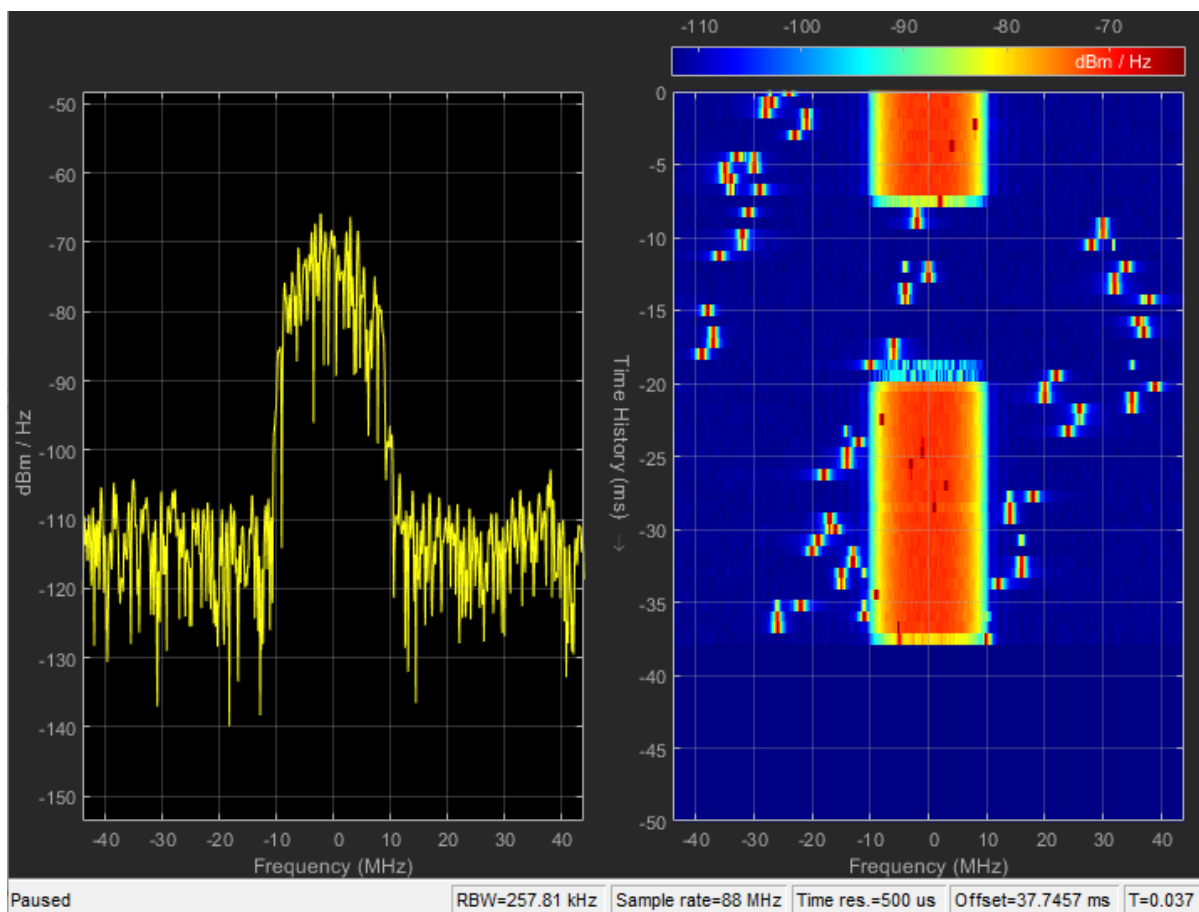 -110 -100 -90 -80 -70
dBm / Hz
-50
-60
-70
-80
-90
-100
-110
-120
-130
-140
-150
dBm / Hz
-40 -30 -20 -10 0 10 20 30 40
Frequency (MHz)
0
-5
-10
-15
-20
-25
-30
-35
-40
-45
-50
Time History (ms) →
-40 -20 -10 0 10 20 30 40
Frequency (MHz)
Paused RBW=257.81 kHz Sample rate=88 MHz Time res.=500 us Offset=37.7457 ms T=0.037